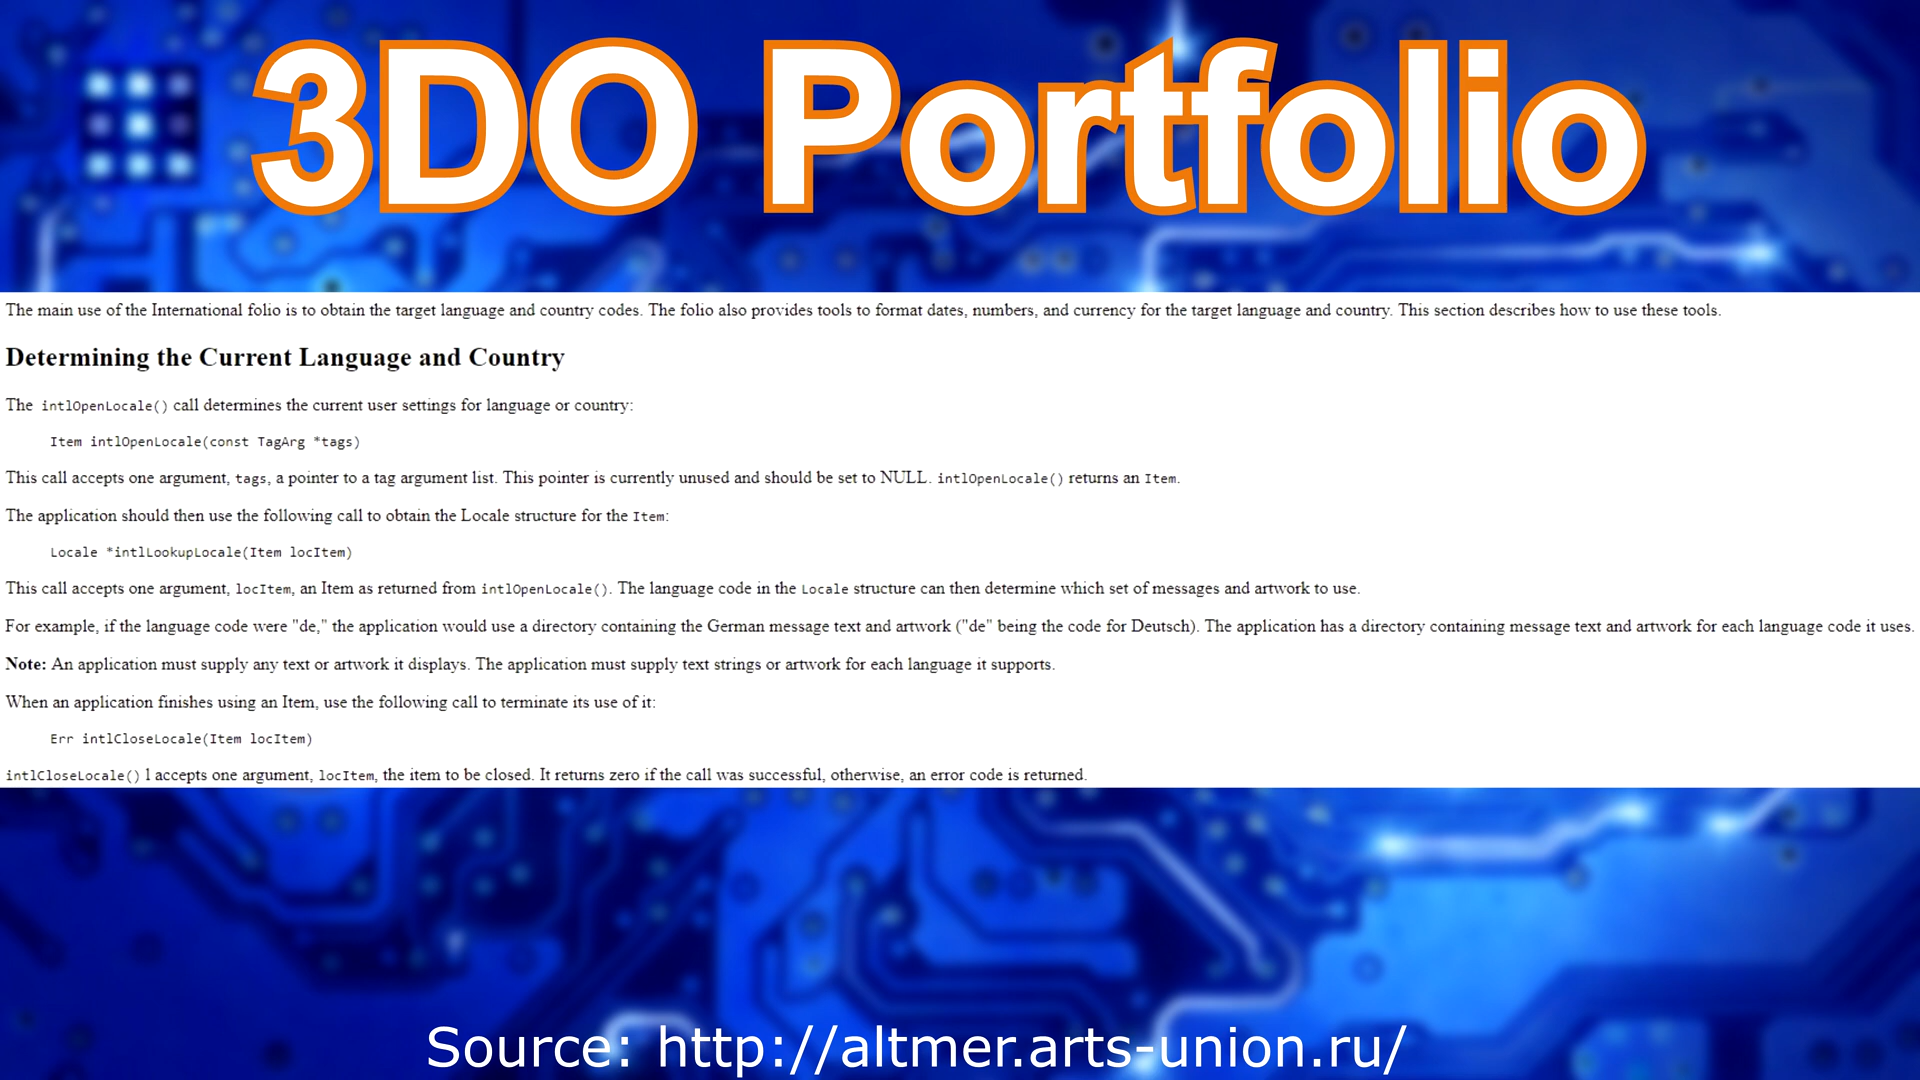 3DO Portfolio
The main use of the International folio is to obtain the target language and country codes. The folio also provides tools to format dates, numbers, and currency for the target language and country. This section describes how to use these tools.
Determining the Current Language and Country
The intlOpenLocale() call determines the current user settings for language or country:
Item intlOpenLocale(const TagArg *tags)
This call accepts one argument, tags, a pointer to a tag argument list. This pointer is currently unused and should be set to NULL. intlOpenLocale() returns an Item.
The application should then use the following call to obtain the Locale structure for the Item:
Locale *intlLookupLocale(Item locItem)
This call accepts one argument, locItem, an Item as returned from intlOpenLocale(). The language code in the Locale structure can then determine which set of messages and artwork to use.
For example, if the language code were "de," the application would use a directory containing the German message text and artwork ("de" being the code for Deutsch). The application has a directory containing message text and artwork for each language code it uses.
Note: An application must supply any text or artwork it displays. The application must supply text strings or artwork for each language it supports.
When an application finishes using an Item, use the following call to terminate its use of it:
Err intlCloseLocale(Item locItem)
intlCloseLocale() l accepts one argument, locItem, the item to be closed. It returns zero if the call was successful, otherwise, an error code is returned.
Source: http://altmer.arts-union.ru/